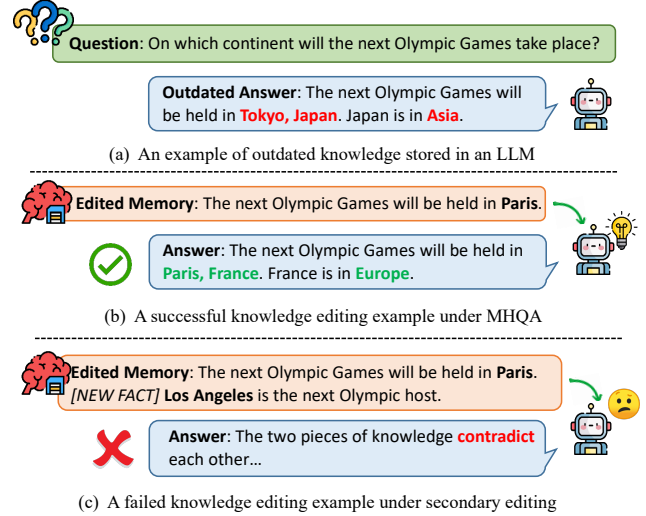 Question: On which continent will the next Olympic Games take place?
Outdated Answer: The next Olympic Games will
be held in Tokyo, Japan. Japan is in Asia.
(a) An example of outdated knowledge stored in an LLM
Edited Memory: The next Olympic Games will be held in Paris.
Answer: The next Olympic Games will be held in
Paris, France. France is in Europe.
(b) A successful knowledge editing example under MHQA
Edited Memory: The next Olympic Games will be held in Paris.
[NEW FACT] Los Angeles is the next Olympic host.
Answer: The two pieces of knowledge contradict
each other…
(c) A failed knowledge editing example under secondary editing